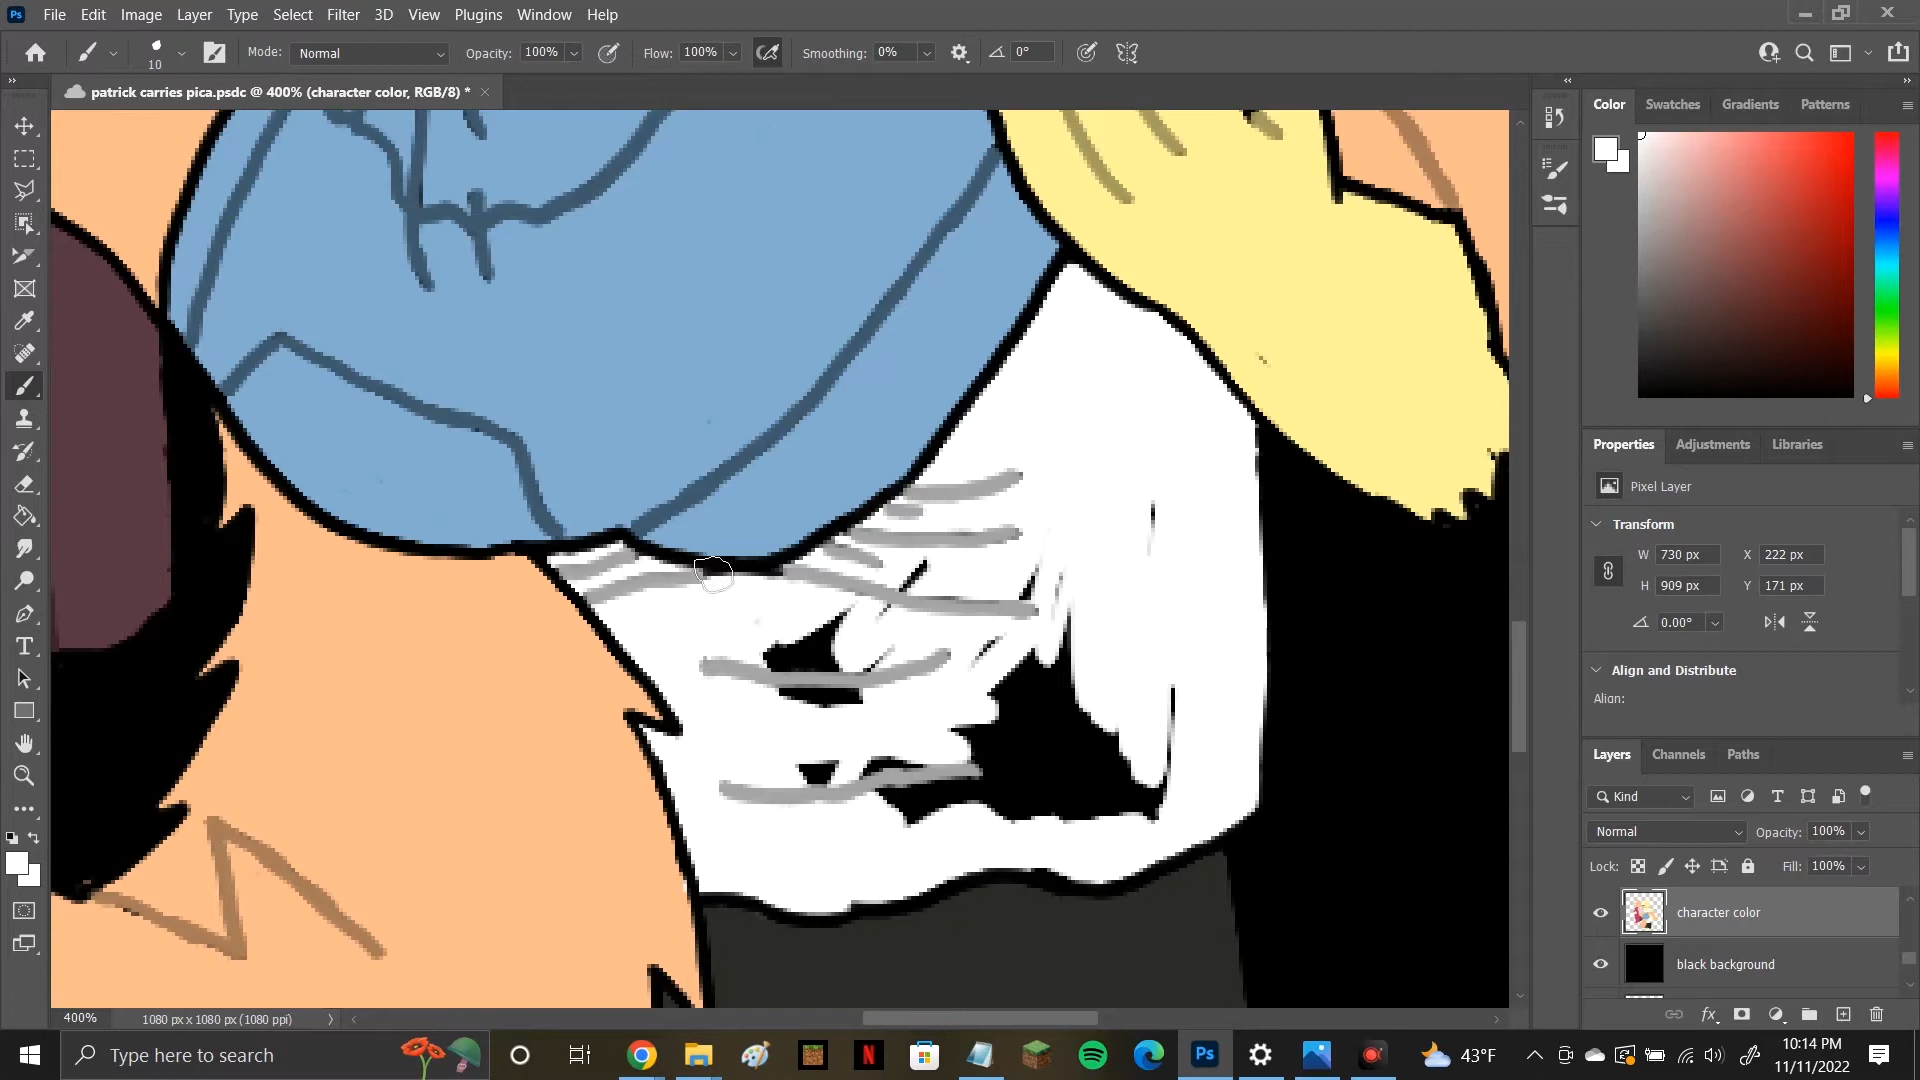 Ps File Edit Image Layer Type Select Filter 3D View Plugins Window Help
10 Mode: Normal Opacity: 100% Flow: 100% Smoothing: 0% 0°
patrick carries pica.psdc @ 400% (character color, RGB/8) *
Color Swatches Gradients Patterns
Properties Adjustments Libraries
Pixel Layer
Transform
W 730 px X 222 px
H 909 px Y 171 px
0.00°
Align and Distribute
Align:
Layers Channels Paths
Kind
Normal Opacity: 100%
Lock: Fill: 100%
character color
black background
fx
400% 1080 px x 1080 px (1080 ppi)
Type here to search
N
Ps
43°F
10:14 PM
11/11/2022